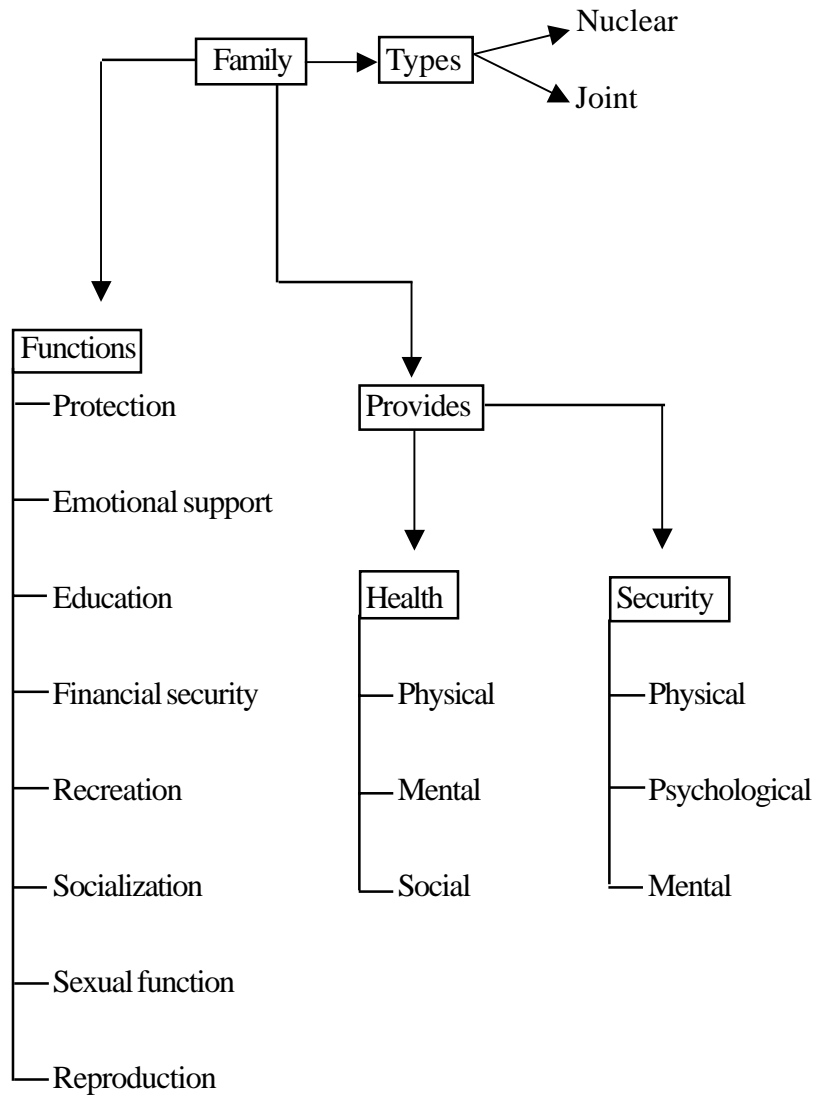 Family
Types
Nuclear
Joint
Functions
Protection
Emotional support
Education
Financial security
Recreation
Socialization
Sexual function
Reproduction
Provides
Health
Physical
Mental
Social
Security
Physical
Psychological
Mental